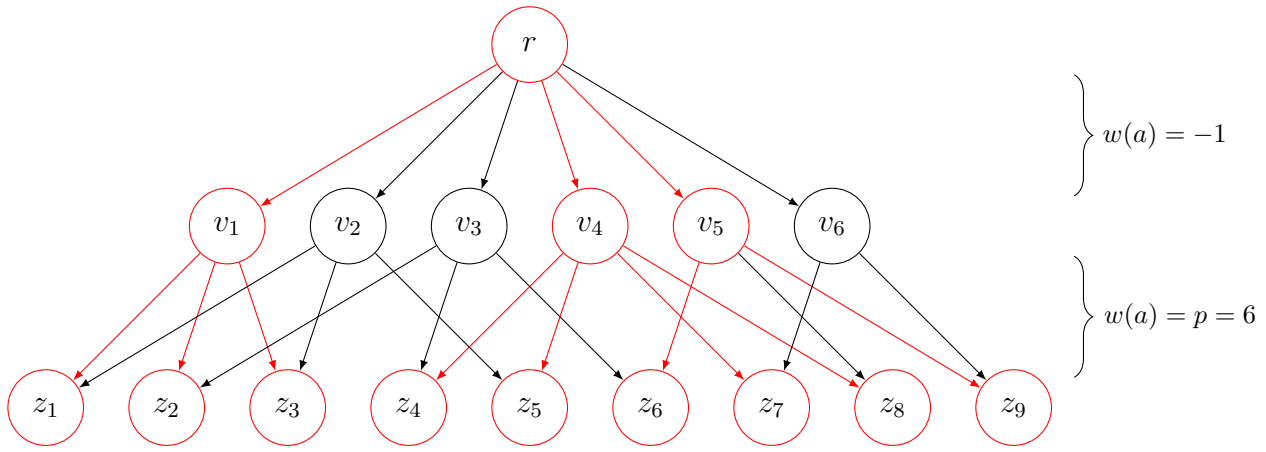 r
w(a) = −1
v₁ v₂ v₃ v₄ v₅ v₆
w(a) = p = 6
z₁ z₂ z₃ z₄ z₅ z₆ z₇ z₈ z₉